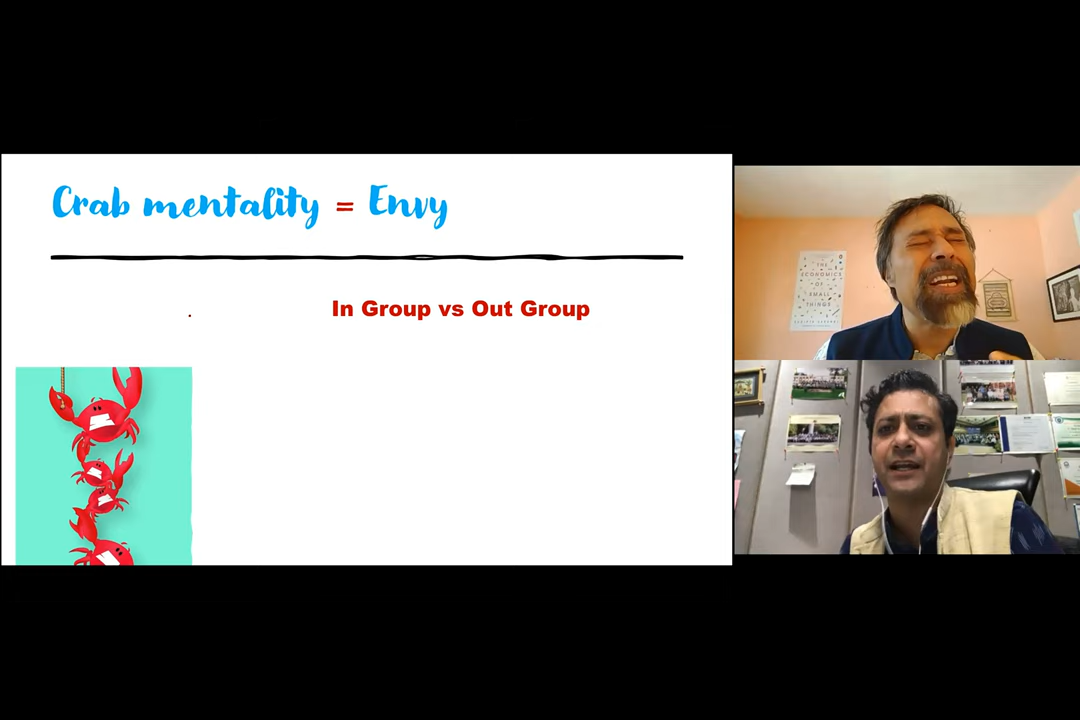 Crab mentality = Envy
In Group vs Out Group
THE
ECONOMICS
OF
SMALL
THINGS